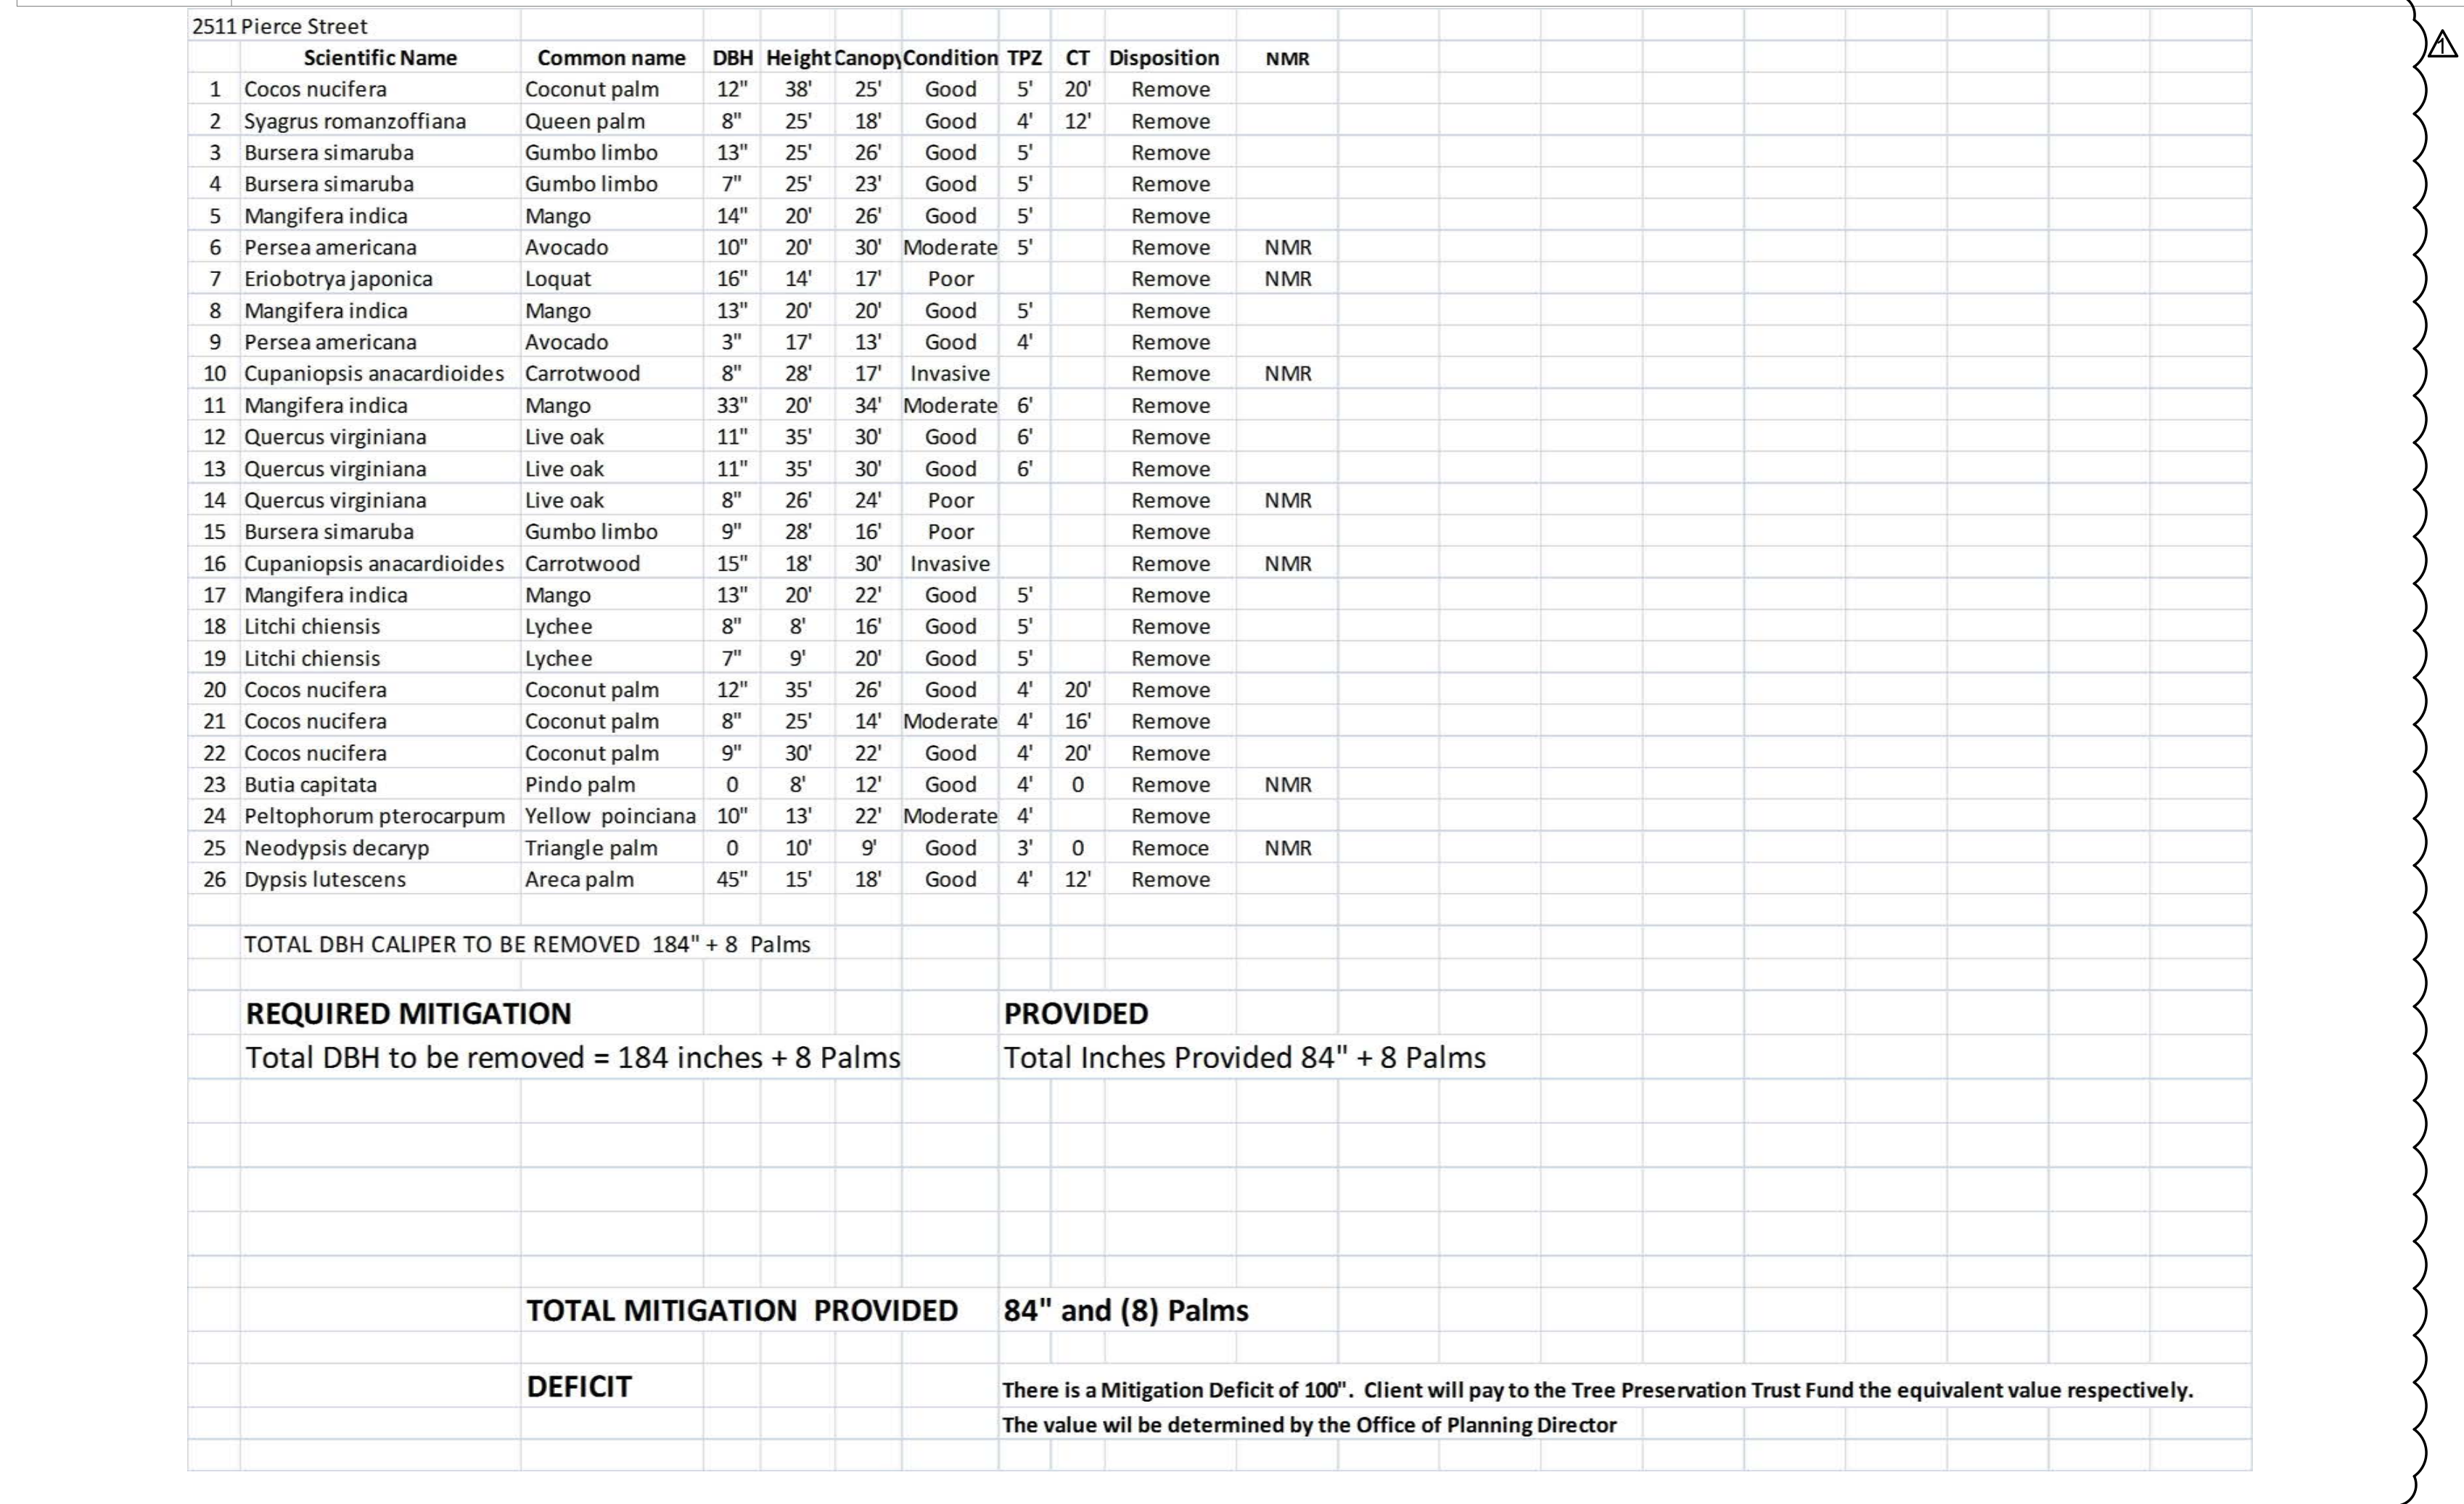 2511 Pierce Street
Scientific Name Common name DBH Height Canopy Condition TPZ CT Disposition NMR
1 Cocos nucifera Coconut palm 12" 38' 25' Good 5' 20' Remove
2 Syagrus romanzoffiana Queen palm 8" 25' 18' Good 4' 12' Remove
3 Bursera simaruba Gumbo limbo 13" 25' 26' Good 5' Remove
4 Bursera simaruba Gumbo limbo 7" 25' 23' Good 5' Remove
5 Mangifera indica Mango 14" 20' 26' Good 5' Remove
6 Persea americana Avocado 10" 20' 30' Moderate 5' Remove NMR
7 Eriobotrya japonica Loquat 16" 14' 17' Poor Remove NMR
8 Mangifera indica Mango 13" 20' 20' Good 5' Remove
9 Persea americana Avocado 3" 17' 13' Good 4' Remove
10 Cupaniopsis anacardioides Carrotwood 8" 28' 17' Invasive Remove NMR
11 Mangifera indica Mango 33" 20' 34' Moderate 6' Remove
12 Quercus virginiana Live oak 11" 35' 30' Good 6' Remove
13 Quercus virginiana Live oak 11" 35' 30' Good 6' Remove
14 Quercus virginiana Live oak 8" 26' 24' Poor Remove NMR
15 Bursera simaruba Gumbo limbo 9" 28' 16' Poor Remove
16 Cupaniopsis anacardioides Carrotwood 15" 18' 30' Invasive Remove NMR
17 Mangifera indica Mango 13" 20' 22' Good 5' Remove
18 Litchi chiensis Lychee 8" 8' 16' Good 5' Remove
19 Litchi chiensis Lychee 7" 9' 20' Good 5' Remove
20 Cocos nucifera Coconut palm 12" 35' 26' Good 4' 20' Remove
21 Cocos nucifera Coconut palm 8" 25' 14' Moderate 4' 16' Remove
22 Cocos nucifera Coconut palm 9" 30' 22' Good 4' 20' Remove
23 Butia capitata Pindo palm 0 8' 12' Good 4' 0 Remove NMR
24 Peltophorum pterocarpum Yellow poinciana 10" 13' 22' Moderate 4' Remove
25 Neodypsis decaryp Triangle palm 0 10' 9' Good 3' 0 Remoce NMR
26 Dypsis lutescens Areca palm 45" 15' 18' Good 4' 12' Remove
TOTAL DBH CALIPER TO BE REMOVED 184" + 8 Palms
REQUIRED MITIGATION PROVIDED
Total DBH to be removed = 184 inches + 8 Palms Total Inches Provided 84" + 8 Palms
TOTAL MITIGATION PROVIDED 84" and (8) Palms
DEFICIT There is a Mitigation Deficit of 100". Client will pay to the Tree Preservation Trust Fund the equivalent value respectively.
The value wil be determined by the Office of Planning Director
1